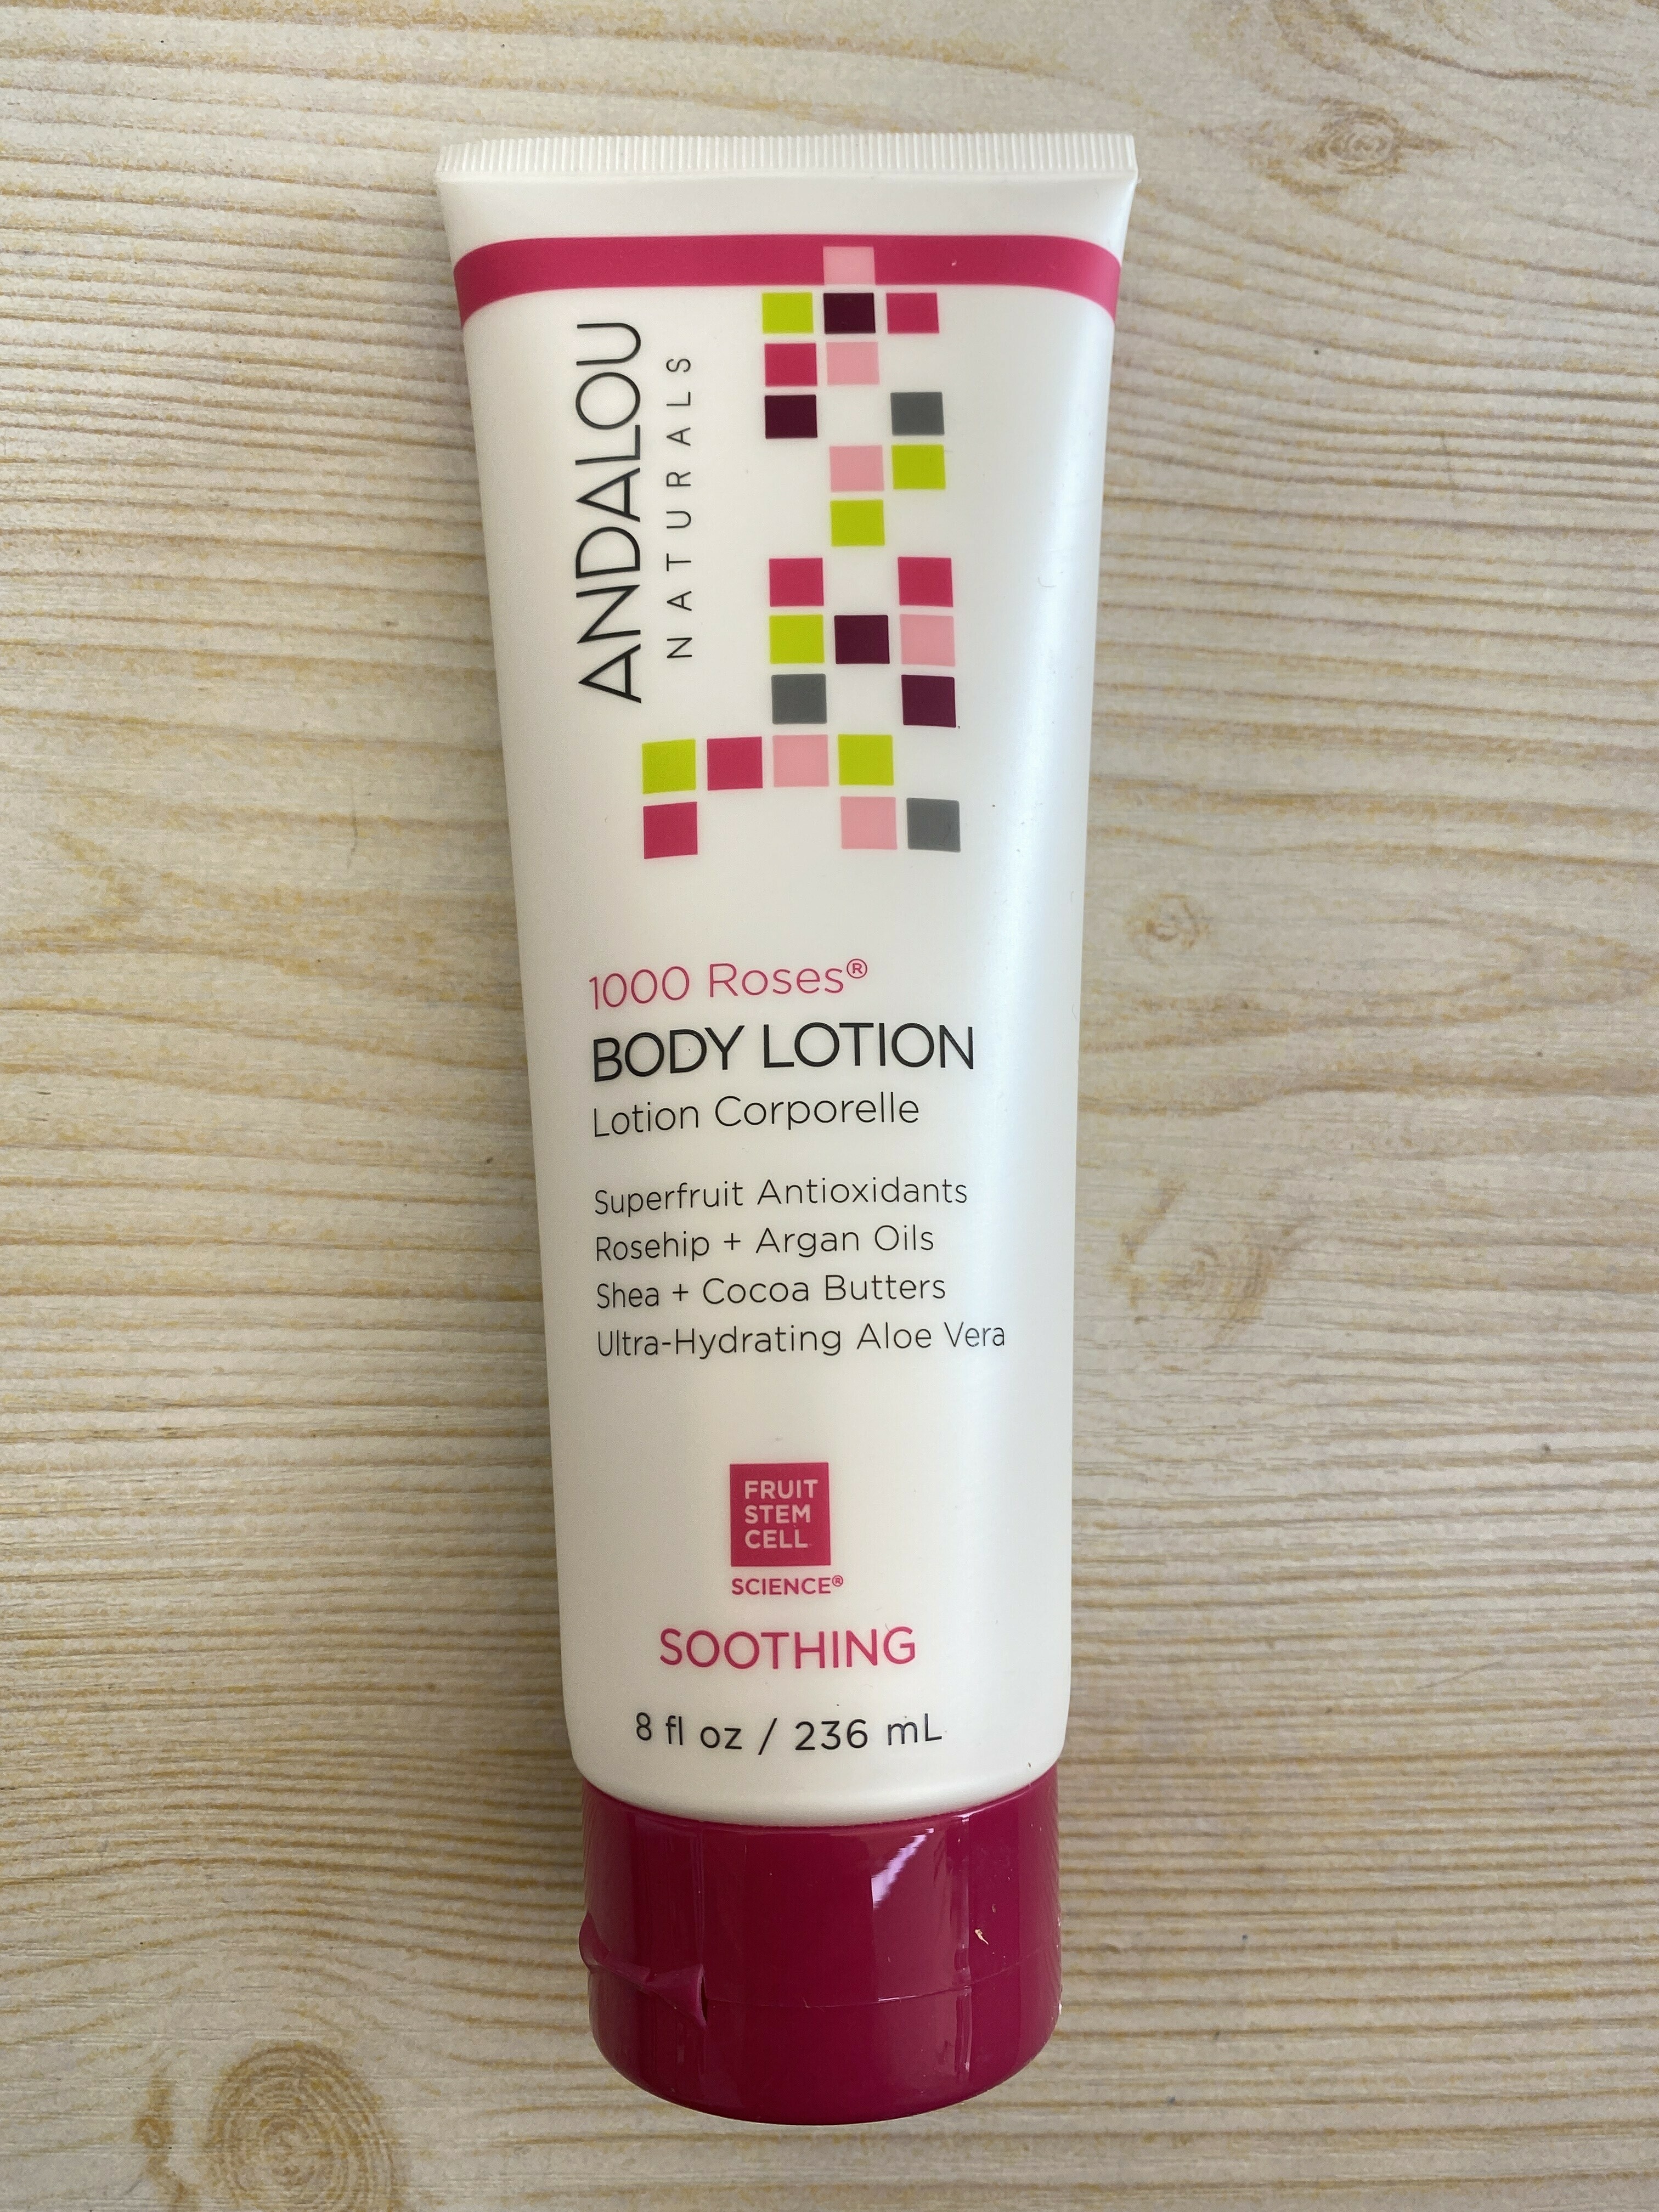 ANDALOU
NATURALS
1000 Roses®
BODY LOTION
Lotion Corporelle
Superfruit Antioxidants
Rosehip + Argan Oils
Shea + Cocoa Butters
Ultra-Hydrating Aloe Vera
FRUIT
STEM
CELL
SCIENCE®
SOOTHING
8 fl oz / 236 mL